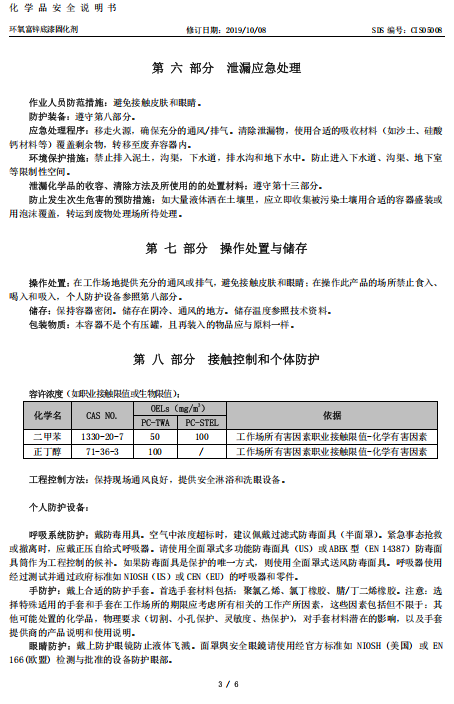 化 学 品 安 全 说 明 书
环氧富锌底漆固化剂 修订日期: 2019/10/08 SDS 编号: CIS05008
第 六 部分 泄漏应急处理
作业人员防范措施: 避免接触皮肤和眼睛。
防护装备: 遵守第八部分。
应急处理程序: 移走火源, 确保充分的通风/排气。清除泄漏物, 使用合适的吸收材料 (如沙土、硅酸
钙材料等) 覆盖剩余物, 转移至废弃容器内。
环境保护措施: 禁止排入泥土, 沟渠, 下水道, 排水沟和地下水中。防止进入下水道、沟渠、地下室
等限制性空间。
泄漏化学品的收容、清除方法及所使用的的处置材料: 遵守第十三部分。
防止发生次生危害的预防措施: 如大量液体洒在土壤里, 应立即收集被污染土壤用合适的容器盛装或
用泡沫覆盖, 转运到废物处理场所待处理。
第 七 部分 操作处置与储存
操作处置: 在工作场地提供充分的通风或排气, 避免接触皮肤和眼睛; 在操作此产品的场所禁止食入、
喝入和吸入, 个人防护设备参照第八部分。
储存: 保持容器密闭。储存在阴冷、通风的地方。储存温度参照技术资料。
包装物质: 本容器不是个有压罐, 且再装入的物品应与原料一样。
第 八 部分 接触控制和个体防护
容许浓度 (如职业接触限值或生物限值):
化学名 CAS NO. OELs (mg/m³) 依据
PC-TWA PC-STEL
二甲苯 1330-20-7 50 100 工作场所有害因素职业接触限值-化学有害因素
正丁醇 71-36-3 100 / 工作场所有害因素职业接触限值-化学有害因素
工程控制方法: 保持现场通风良好, 提供安全淋浴和洗眼设备。
个人防护设备:
呼吸系统防护: 戴防毒用具。空气中浓度超标时, 建议佩戴过滤式防毒面具 (半面罩)。紧急事态抢救
或撤离时, 应戴正压自给式呼吸器。请使用全面罩式多功能防毒面具 (US) 或 ABEK 型 (EN 14387) 防毒面
具筒作为工程控制的候补。如果防毒面具是保护的唯一方式, 则使用全面罩式送风防毒面具。呼吸器使用
经过测试并通过政府标准如 NIOSH (US) 或 CEN (EU) 的呼吸器和零件。
手防护: 戴上合适的防护手套。首选手套材料包括: 聚氯乙烯、氯丁橡胶、腈/丁二烯橡胶。注意: 选
择特殊适用的手套和手套在工作场所的期限应考虑所有相关的工作产所因素, 这些因素包括但不限于: 其
他可能处置的化学品, 物理要求 (切割、小孔保护、灵敏度、热保护), 对手套材料潜在的影响, 以及手套
提供商的产品说明和使用说明。
眼睛防护: 戴上防护眼镜防止液体飞溅。面罩與安全眼鏡请使用经官方标准如 NIOSH (美国) 或 EN
166(欧盟) 检测与批准的设备防护眼部。
3 / 6